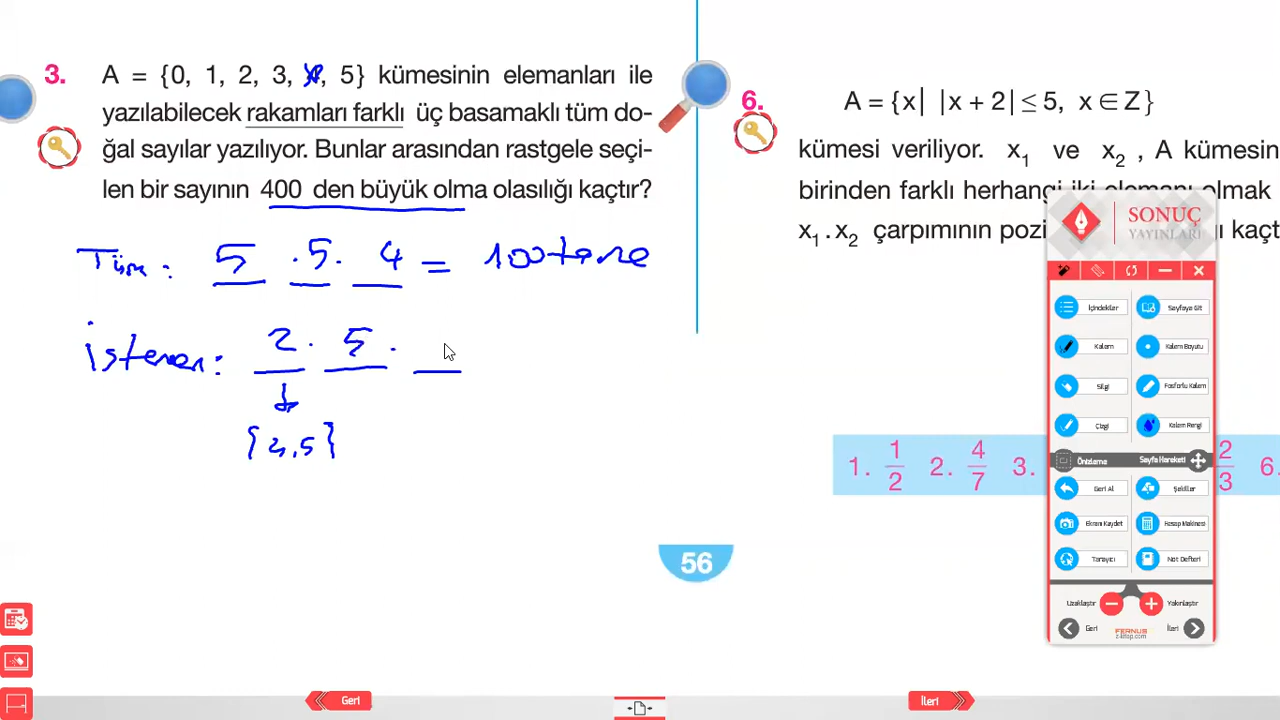 3. A = {0, 1, 2, 3, 4, 5} kümesinin elemanları ile
yazılabilecek rakamları farklı üç basamaklı tüm do-
ğal sayılar yazılıyor. Bunlar arasından rastgele seçi-
len bir sayının 400 den büyük olma olasılığı kaçtır?
Tüm: 5 . 5 . 4 = 100 tane
İstenen: 2 . 5 .
{4,5}
6. A = {x| |x + 2| ≤ 5, x ∈ Z}
kümesi veriliyor. x₁ ve x₂ , A kümesin
birinden farklı herhangi iki elemanı olmak
x₁ . x₂ çarpımının pozi
kaçt
SONUÇ
YAYINLARI
İçindekiler
Sayfaya Git
Kalem
Kalem Boyutu
Silgi
Fosforlu Kalem
Çizgi
Kalem Rengi
Önizleme
Sayfa Hareketi
Geri Al
Şekiller
Ekranı Kaydet
Hesap Makinesi
Tarayıcı
Not Defteri
Uzaklaştır
Yakınlaştır
Geri
FERNUS
z-kitap.com
İleri
1. 1/2 2. 4/7 3. 2/3 6.
56
Geri
İleri